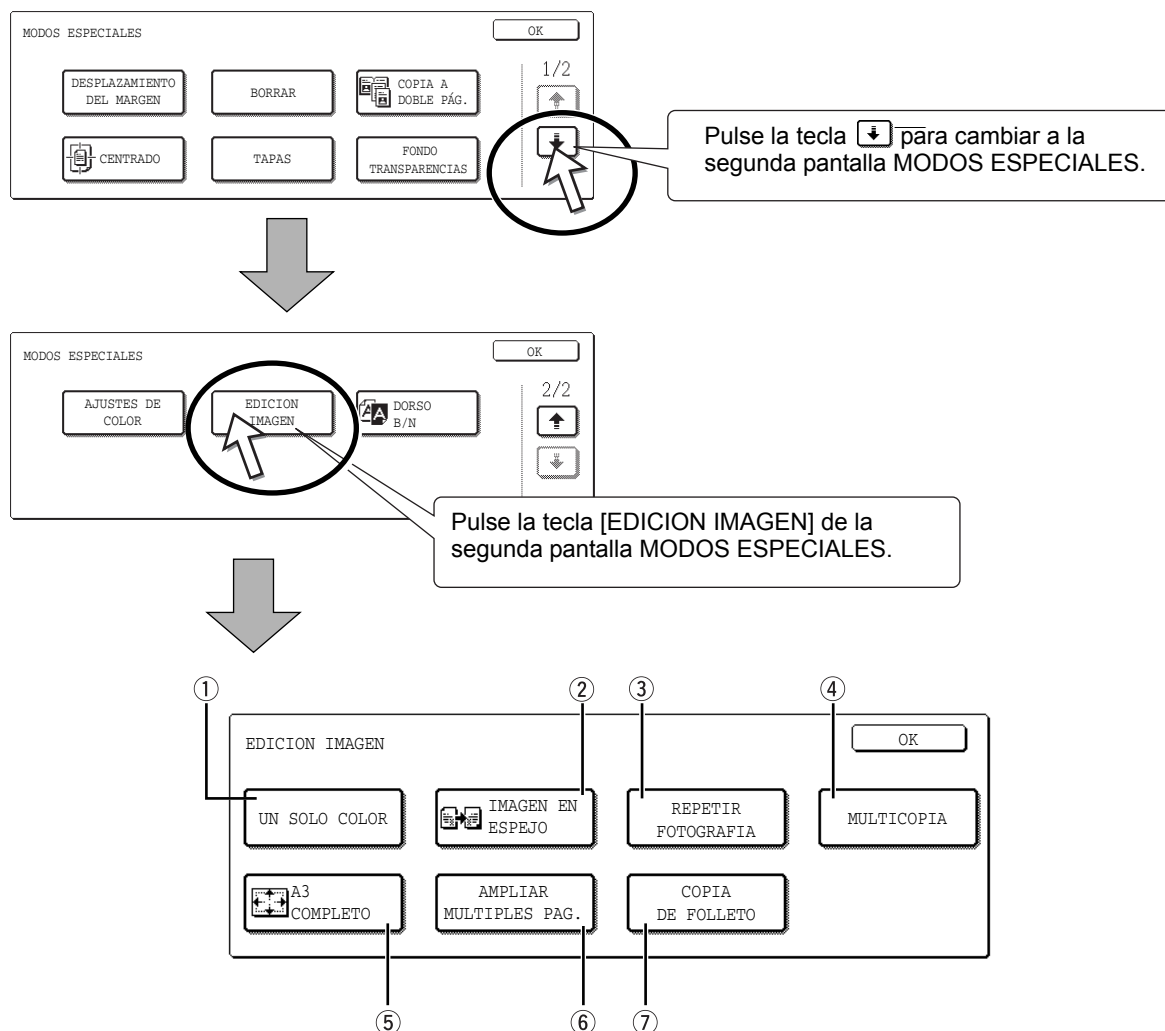 MODOS ESPECIALES
OK
DESPLAZAMIENTO
DEL MARGEN
BORRAR
COPIA A
DOBLE PÁG.
1/2
CENTRADO
TAPAS
FONDO
TRANSPARENCIAS
Pulse la tecla para cambiar a la
segunda pantalla MODOS ESPECIALES.
MODOS ESPECIALES
OK
AJUSTES DE
COLOR
EDICION
IMAGEN
DORSO
B/N
2/2
Pulse la tecla [EDICION IMAGEN] de la
segunda pantalla MODOS ESPECIALES.
① ② ③ ④
EDICION IMAGEN
OK
UN SOLO COLOR
IMAGEN EN
ESPEJO
REPETIR
FOTOGRAFIA
MULTICOPIA
A3
COMPLETO
AMPLIAR
MULTIPLES PAG.
COPIA
DE FOLLETO
⑤ ⑥ ⑦